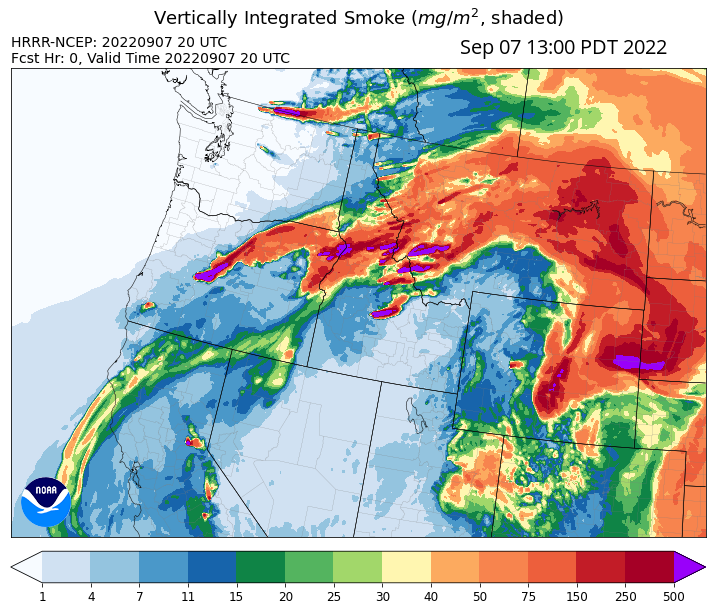 Vertically Integrated Smoke (mg/m², shaded)
HRRR-NCEP: 20220907 20 UTC
Fcst Hr: 0, Valid Time 20220907 20 UTC
Sep 07 13:00 PDT 2022
NOAA
1 4 7 11 15 20 25 30 40 50 75 150 250 500